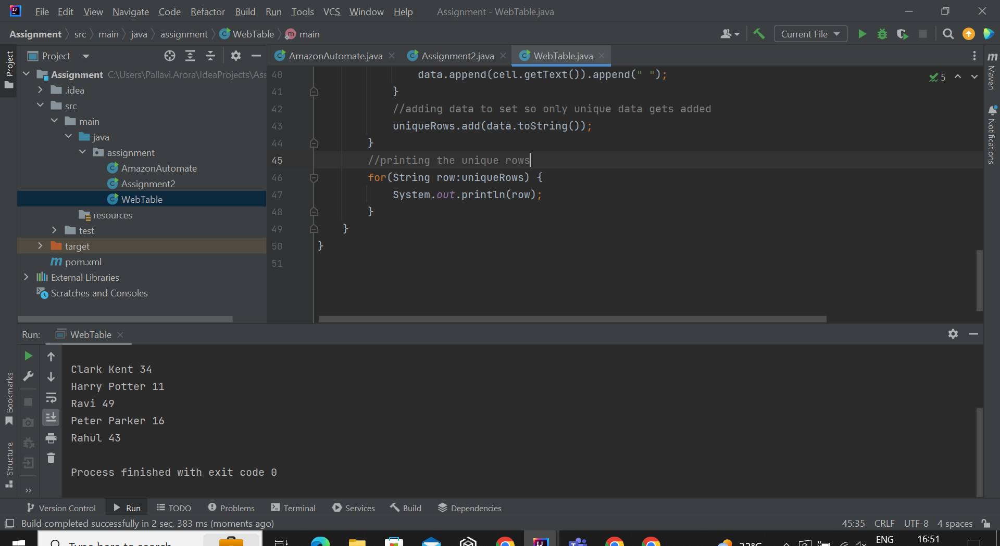 File Edit View Navigate Code Refactor Build Run Tools VCS Window Help Assignment - WebTable.java
Assignment src main java assignment WebTable main Current File
Project
AmazonAutomate.java Assignment2.java WebTable.java
Project
Assignment C:\Users\Pallavi.Arora\IdeaProjects\Ass
.idea
src
main
java
assignment
AmazonAutomate
Assignment2
WebTable
resources
test
target
pom.xml
External Libraries
Scratches and Consoles
40 data.append(cell.getText()).append(" ");
41 }
42 //adding data to set so only unique data gets added
43 uniqueRows.add(data.toString());
44 }
45 //printing the unique rows
46 for(String row:uniqueRows) {
47 System.out.println(row);
48 }
49 }
50 }
51
5
Maven
Notifications
Run: WebTable
Clark Kent 34
Harry Potter 11
Ravi 49
Peter Parker 16
Rahul 43
Process finished with exit code 0
Bookmarks
Structure
Version Control Run TODO Problems Terminal Services Build Dependencies
Build completed successfully in 2 sec, 383 ms (moments ago) 45:35 CRLF UTF-8 4 spaces
Type here to search ENG 16:51